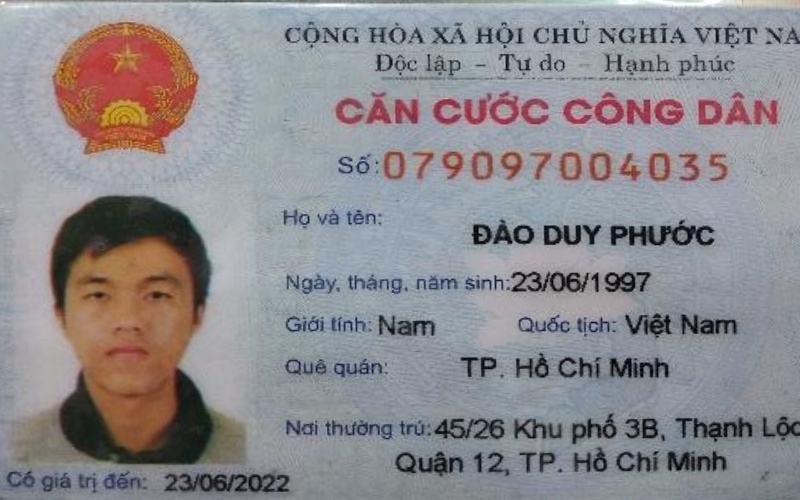 CỘNG HÒA XÃ HỘI CHỦ NGHĨA VIỆT NA
Độc lập - Tự do - Hạnh phúc
CĂN CƯỚC CÔNG DÂN
Số: 079097004035
Họ và tên:
ĐÀO DUY PHƯỚC
Ngày, tháng, năm sinh: 23/06/1997
Giới tính: Nam Quốc tịch: Việt Nam
Quê quán: TP. Hồ Chí Minh
Nơi thường trú: 45/26 Khu phố 3B, Thạnh Lộc
Quận 12, TP. Hồ Chí Minh
Có giá trị đến: 23/06/2022